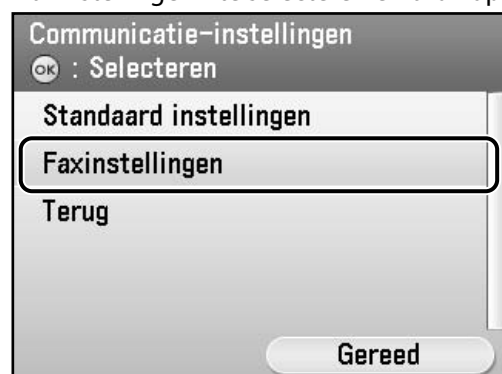 Communicatie-instellingen
OK : Selecteren
Standaard instellingen
Faxinstellingen
Terug
Gereed